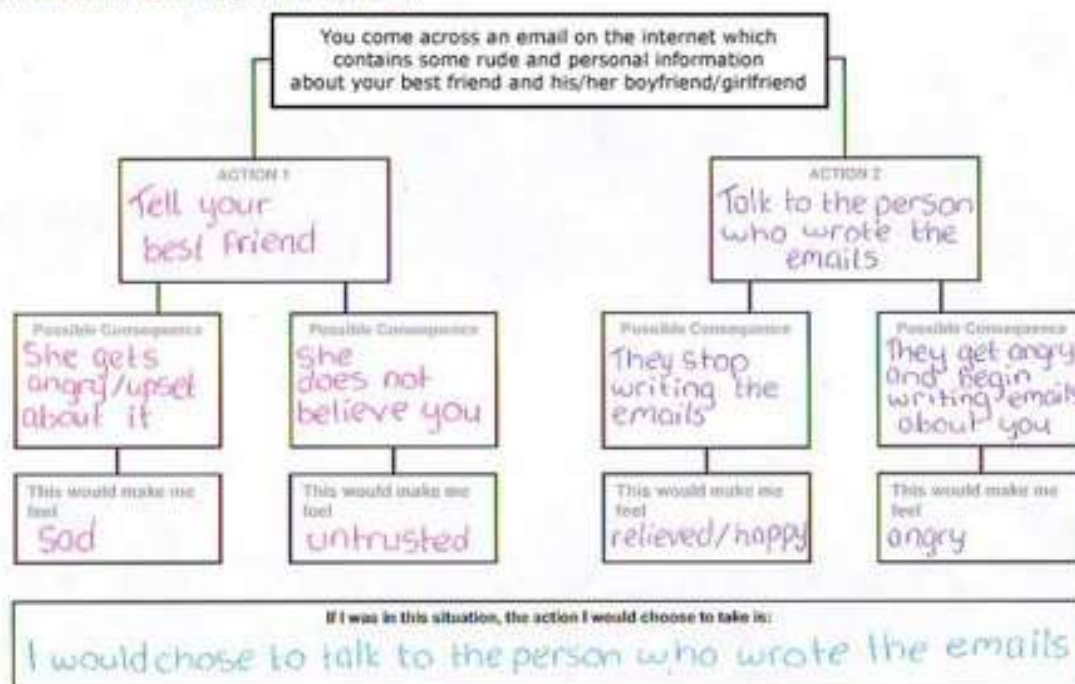 You come across an email on the internet which
contains some rude and personal information
about your best friend and his/her boyfriend/girlfriend
ACTION 1
Tell your
best friend
ACTION 2
Talk to the person
who wrote the
emails
Possible Consequence
She gets
angry/upset
about it
Possible Consequence
She
does not
believe you
Possible Consequence
They stop
writing the
emails
Possible Consequence
They get angry
and begin
writing emails
about you
This would make me
feel
sad
This would make me
feel
untrusted
This would make me
feel
relieved/happy
This would make me
feel
angry
If I was in this situation, the action I would choose to take is:
I would chose to talk to the person who wrote the emails